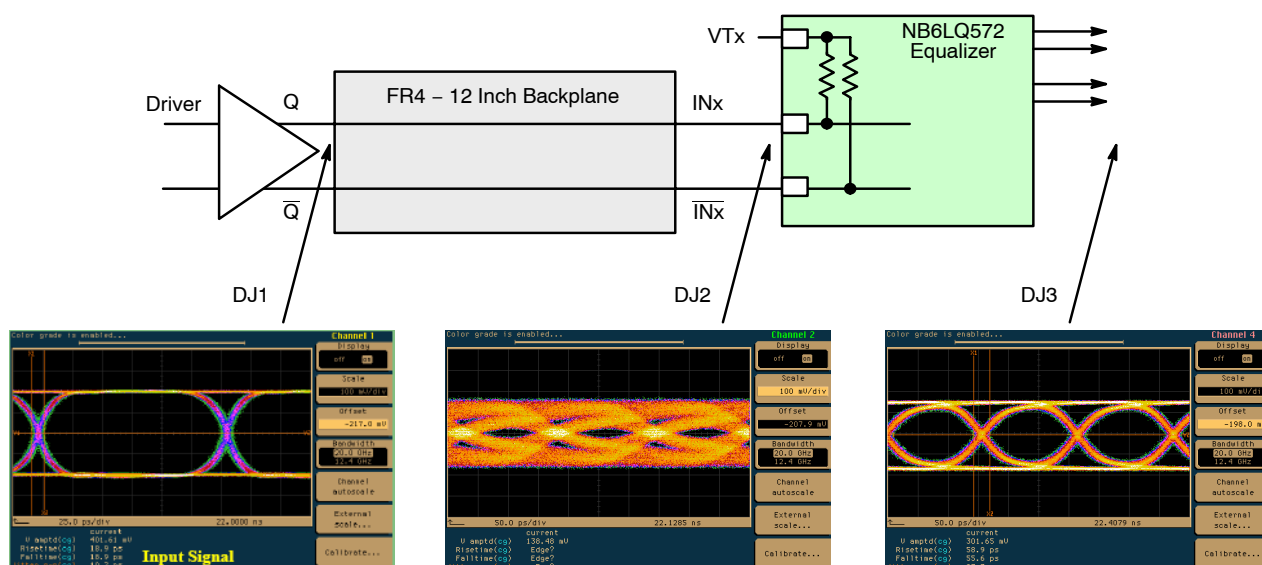 VTx
NB6LQ572
Equalizer
Driver
Q
FR4 − 12 Inch Backplane
INx
Q
INx
DJ1
DJ2
DJ3
Color grade is enabled...
Channel 1
Display
off on
Scale
100 mV/div
Offset
-217.0 mV
Bandwidth
20.0 GHz
12.4 GHz
Channel
autoscale
External
scale...
Calibrate...
25.0 ps/div
22.0000 ns
current
V amptd(cg) 401.61 mV
Risetime(cg) 18.9 ps
Falltime(cg) 18.9 ps
Input Signal
Color grade is enabled...
Channel 2
Display
off on
Scale
100 mV/div
Offset
-207.9 mV
Bandwidth
20.0 GHz
12.4 GHz
Channel
autoscale
External
scale...
Calibrate...
50.0 ps/div
22.1285 ns
current
V amptd(cg) 138.48 mV
Risetime(cg) Edge?
Falltime(cg) Edge?
Color grade is enabled...
Channel 4
Display
off on
Scale
100 mV/div
Offset
-198.0 m
Bandwidth
20.0 GHz
12.4 GHz
Channel
autoscale
External
scale...
Calibrate...
X1
X2
50.0 ps/div
22.4079 ns
current
V amptd(cg) 301.65 mV
Risetime(cg) 58.9 ps
Falltime(cg) 55.6 ps